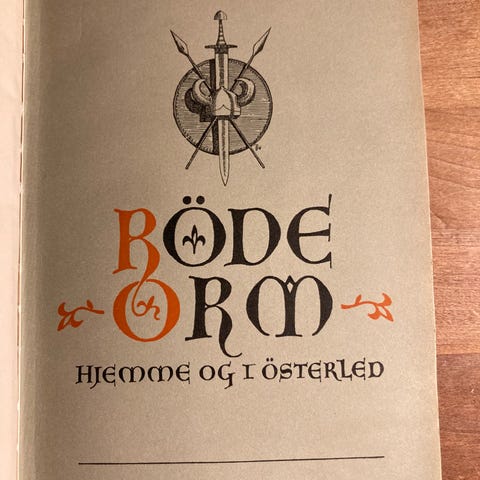 RÖDE
ORM
HJEMME OG I ÖSTERLED